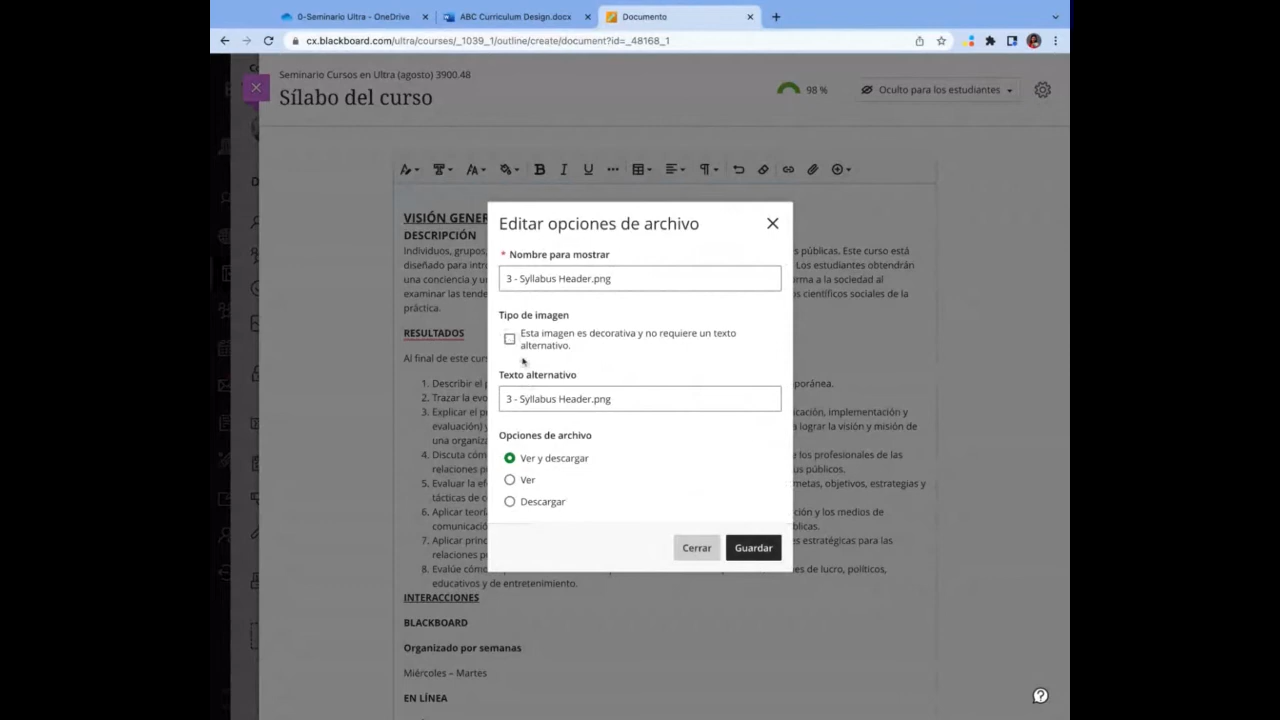 0-Seminario Ultra - OneDrive
ABC Curriculum Design.docx
Documento
cx.blackboard.com/ultra/courses/_1039_1/outline/create/document?id=_48168_1
Seminario Cursos en Ultra (agosto) 3900.48
Sílabo del curso
98 %
Oculto para los estudiantes
VISIÓN GENER
DESCRIPCIÓN
Individuos, grupos,
s públicas. Este curso está
diseñado para intr
Los estudiantes obtendrán
una conciencia y u
rma a la sociedad al
examinar las tende
s científicos sociales de la
práctica.
RESULTADOS
Al final de este curs
1. Describir el p
poránea.
2. Trazar la evo
3. Explicar el p
icación, implementación y
evaluación) y
a lograr la visión y misión de
una organiza
4. Discuta cóm
e los profesionales de las
relaciones p
us públicos.
5. Evaluar la efe
metas, objetivos, estrategias y
tácticas de c
6. Aplicar teoría
ción y los medios de
comunicació
blicas.
7. Aplicar princ
es estratégicas para las
relaciones p
8. Evalúe cómo
es de lucro, políticos,
educativos y de entretenimiento.
INTERACCIONES
BLACKBOARD
Organizado por semanas
Miércoles – Martes
EN LÍNEA
Editar opciones de archivo
* Nombre para mostrar
3 - Syllabus Header.png
Tipo de imagen
Esta imagen es decorativa y no requiere un texto
alternativo.
Texto alternativo
3 - Syllabus Header.png
Opciones de archivo
Ver y descargar
Ver
Descargar
Cerrar
Guardar